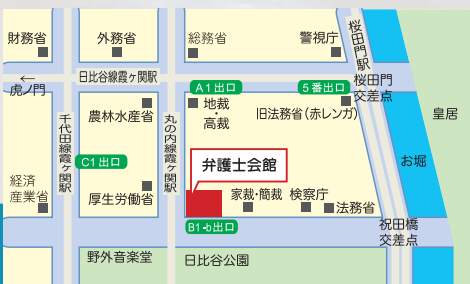 財務省
外務省
総務省
警視庁
桜田門駅
←
虎ノ門
日比谷線霞ヶ関駅
A1出口
5番出口
桜田門
交差点
皇居
千代田線霞ヶ関駅
農林水産省
丸の内線霞ヶ関駅
地裁
・
高裁
旧法務省(赤レンガ)
C1出口
弁護士会館
お堀
経済
産業省
厚生労働省
家裁・簡裁
検察庁
法務省
B1-b出口
祝田橋
交差点
野外音楽堂
日比谷公園